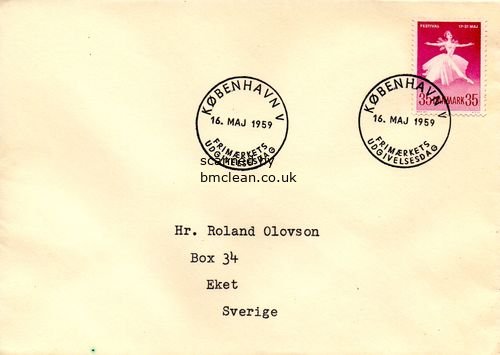 FESTIVAL 17-31 MAJ
35 DANMARK 35
KØBENHAVN V
16. MAJ 1959
FRIMÆRKETS
UDGIVELSESDAG
KØBENHAVN V
16. MAJ 1959
FRIMÆRKETS
UDGIVELSESDAG
scanned by
bmclean.co.uk
Hr. Roland Olovson
Box 34
Eket
Sverige